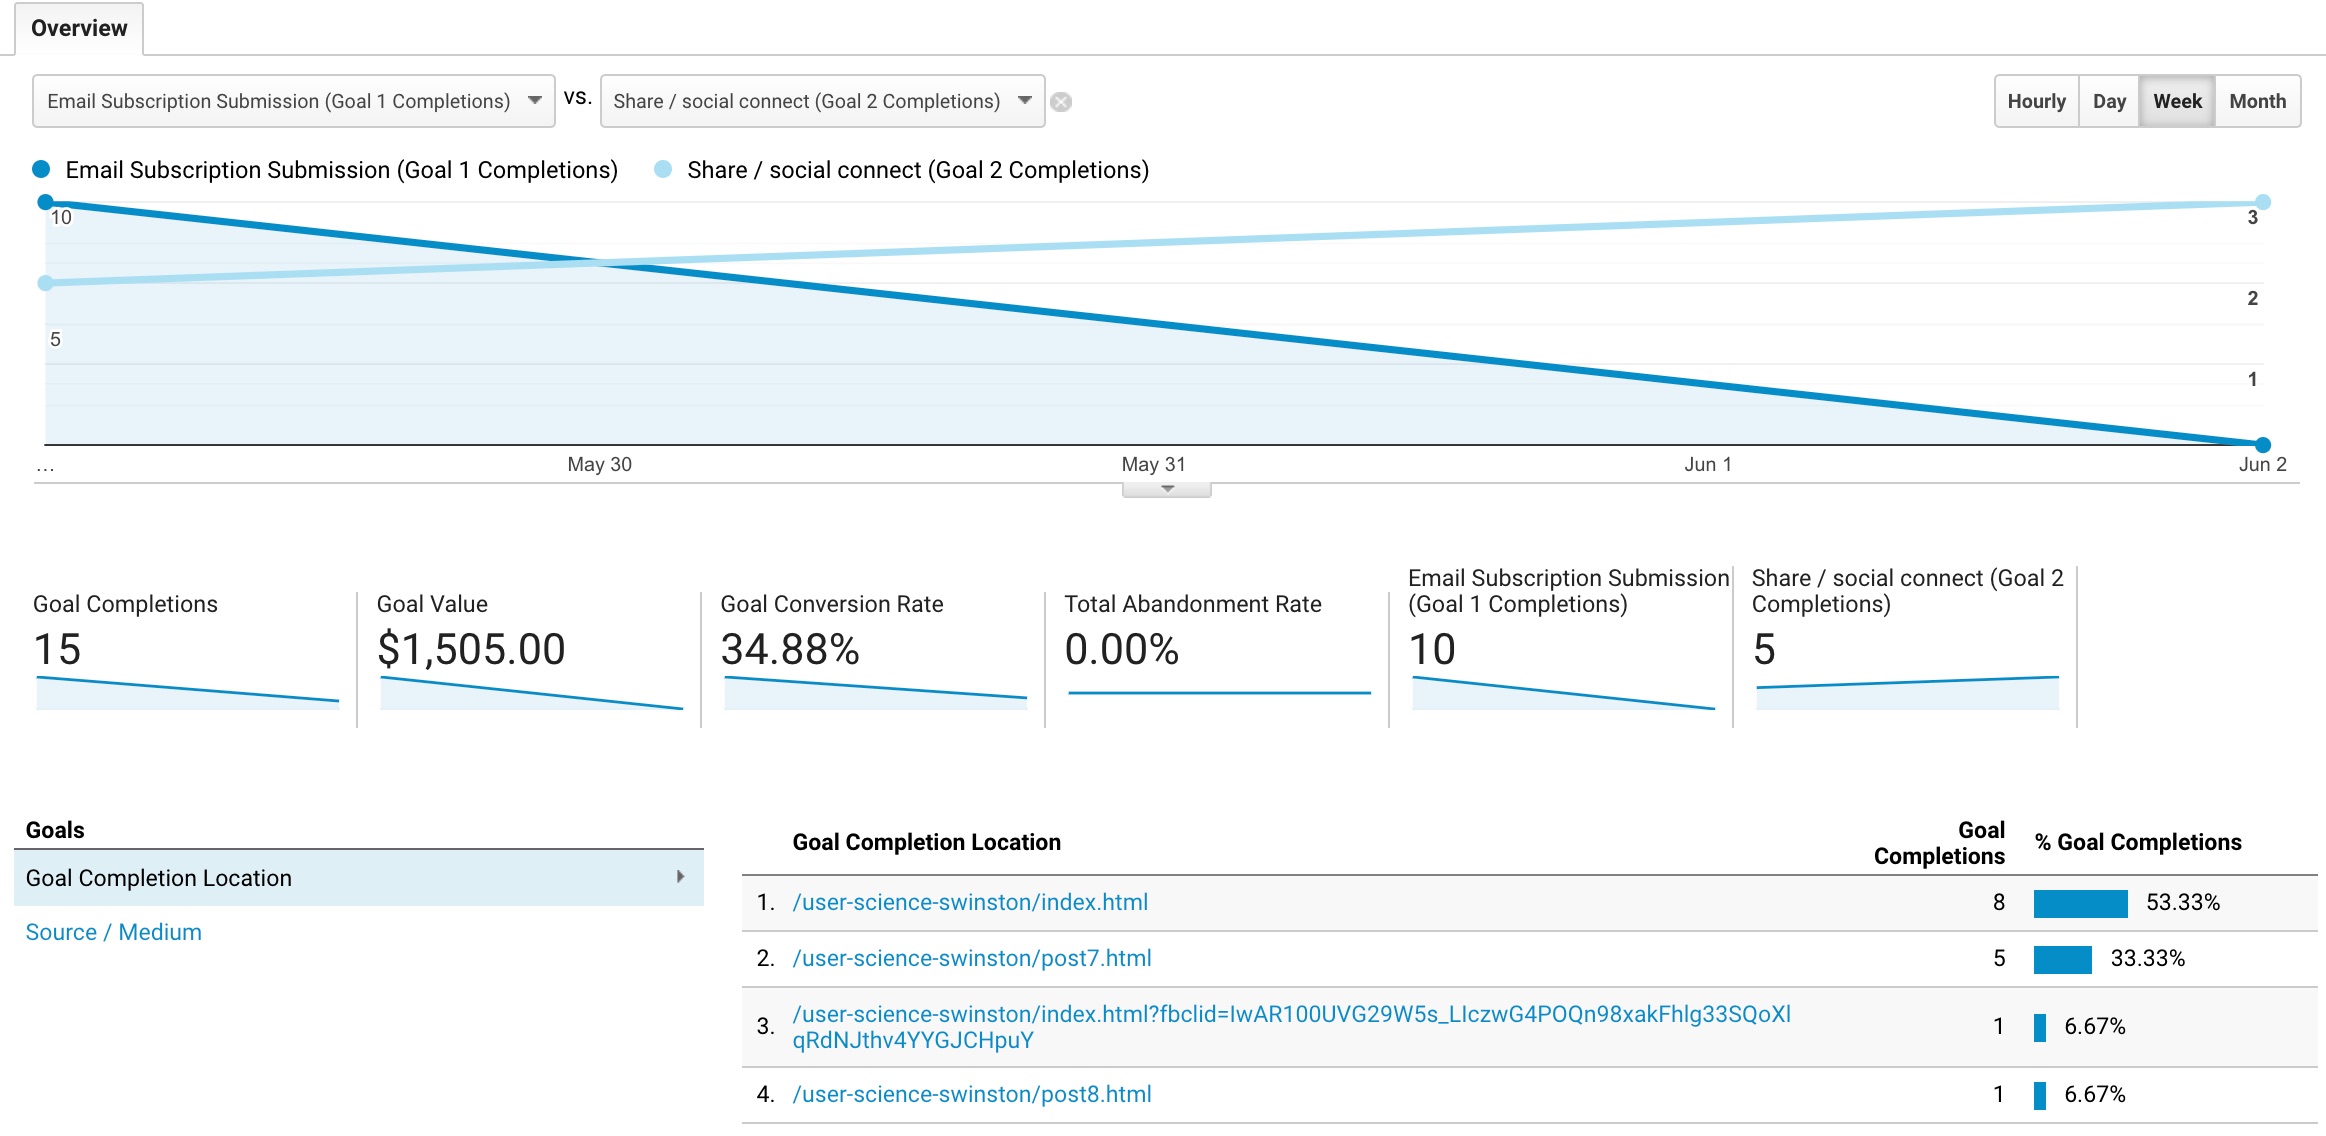 Overview
Email Subscription Submission (Goal 1 Completions) vs. Share / social connect (Goal 2 Completions)
Hourly Day Week Month
Email Subscription Submission (Goal 1 Completions) Share / social connect (Goal 2 Completions)
10 3
2
5
1
... May 30 May 31 Jun 1 Jun 2
Goal Completions
15
Goal Value
$1,505.00
Goal Conversion Rate
34.88%
Total Abandonment Rate
0.00%
Email Subscription Submission
(Goal 1 Completions)
10
Share / social connect (Goal 2
Completions)
5
Goals
Goal Completion Location
Source / Medium
Goal Completion Location
Goal
Completions
% Goal Completions
1. /user-science-swinston/index.html 8 53.33%
2. /user-science-swinston/post7.html 5 33.33%
3. /user-science-swinston/index.html?fbclid=IwAR100UVG29W5s_LIczwG4POQn98xakFhlg33SQoXl
qRdNJthv4YYGJCHpuY 1 6.67%
4. /user-science-swinston/post8.html 1 6.67%